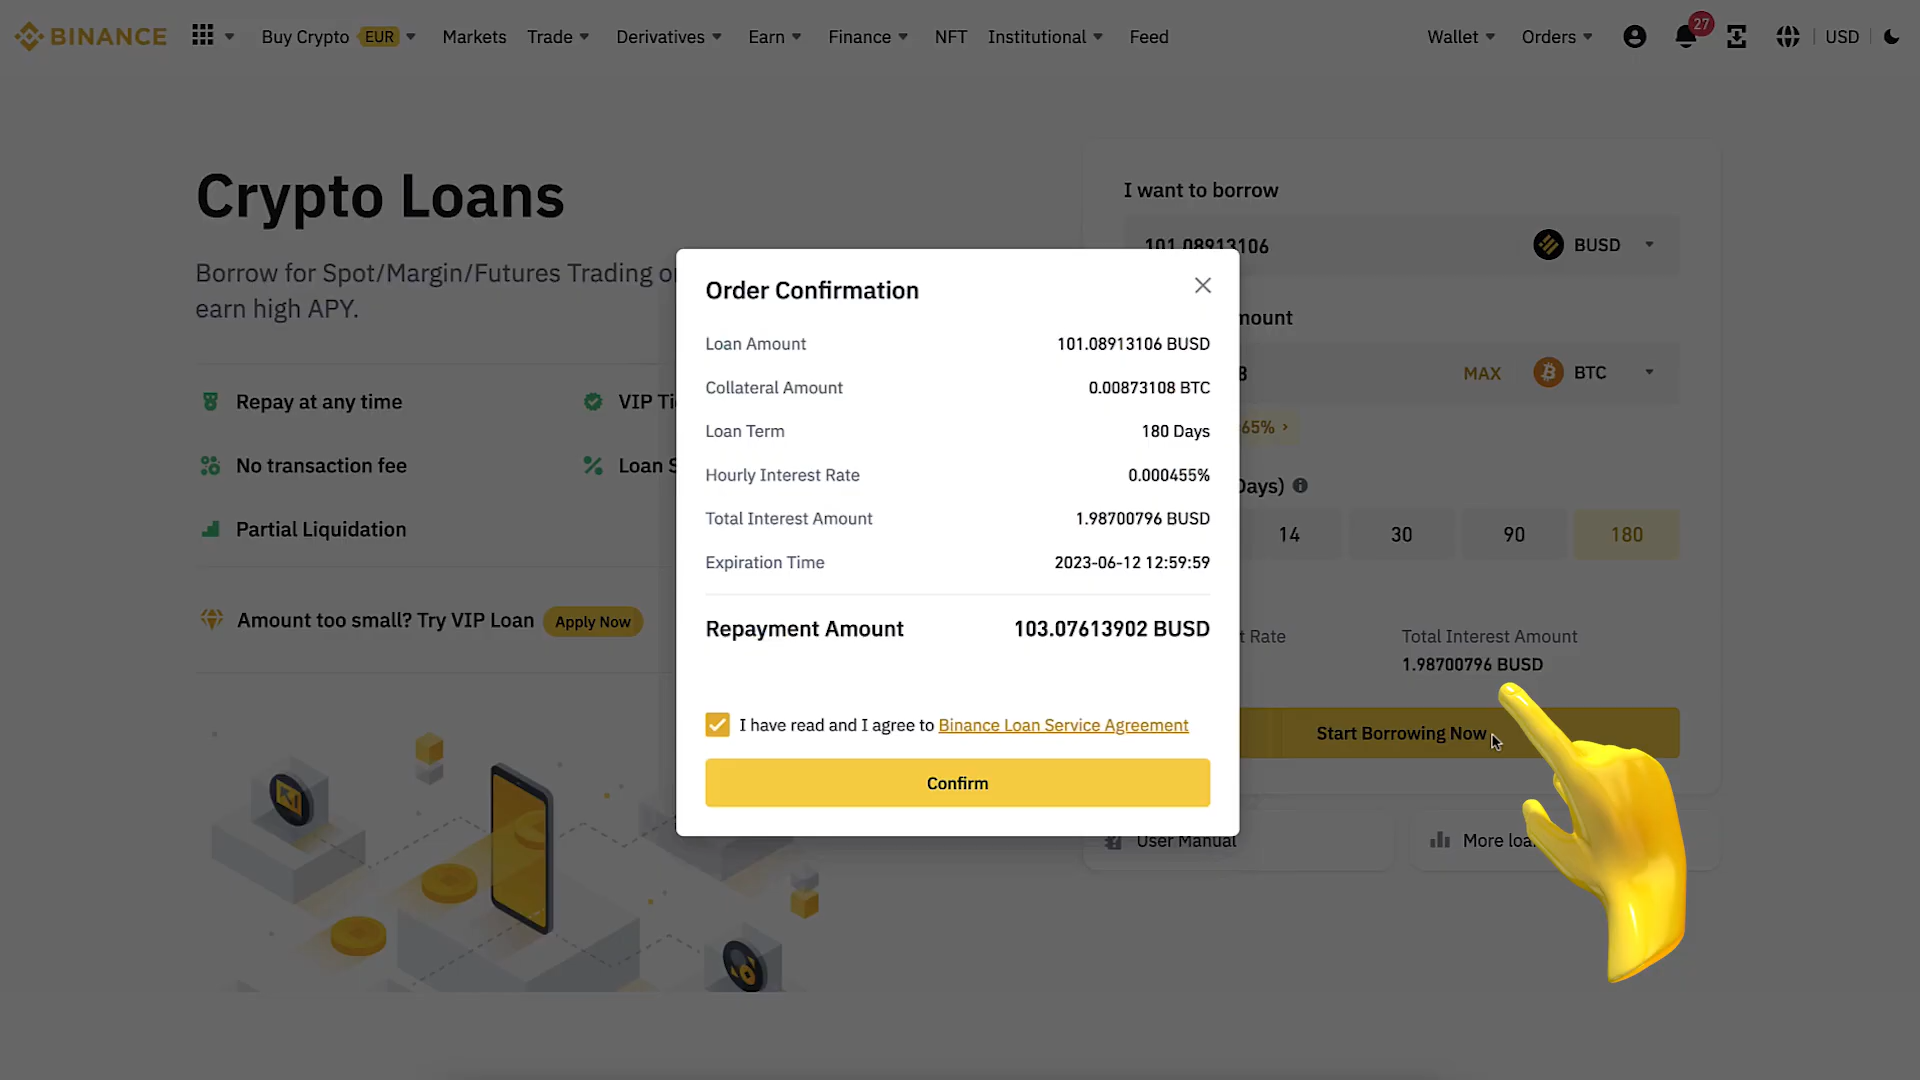 BINANCE
Buy Crypto EUR
Markets
Trade
Derivatives
Earn
Finance
NFT
Institutional
Feed
Wallet
Orders
27
USD
Crypto Loans
Borrow for Spot/Margin/Futures Trading or
earn high APY.
Repay at any time
VIP Ti
No transaction fee
Loan S
Partial Liquidation
Amount too small? Try VIP Loan Apply Now
Order Confirmation
Loan Amount 101.08913106 BUSD
Collateral Amount 0.00873108 BTC
Loan Term 180 Days
Hourly Interest Rate 0.000455%
Total Interest Amount 1.98700796 BUSD
Expiration Time 2023-06-12 12:59:59
Repayment Amount 103.07613902 BUSD
I have read and I agree to Binance Loan Service Agreement
Confirm
I want to borrow
101.08913106 BUSD
mount
8 MAX BTC
65% >
Days)
14 30 90 180
t Rate
Total Interest Amount
1.98700796 BUSD
Start Borrowing Now
User Manual
More loa